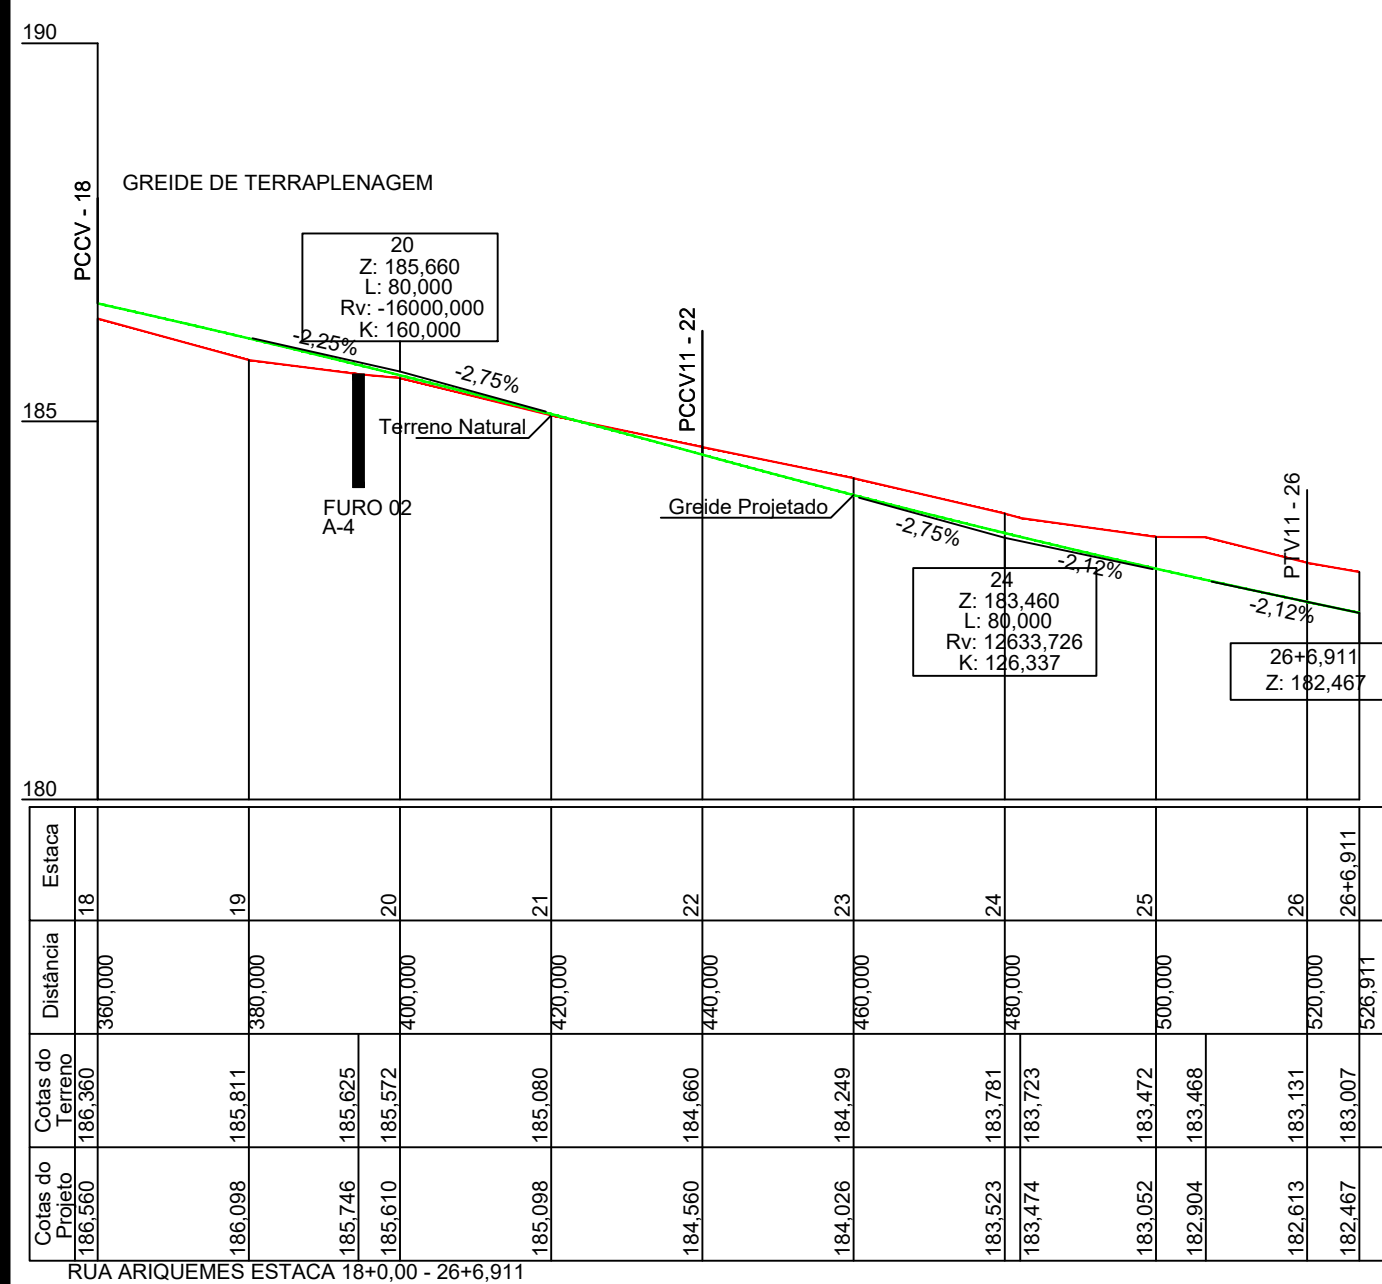 190
PCCV - 18
GREIDE DE TERRAPLENAGEM
20
Z: 185,660
L: 80,000
Rv: -16000,000
K: 160,000
-2,25%
-2,75%
PCCV11 - 22
185
Terreno Natural
FURO 02
A-4
Greide Projetado
-2,75%
-2,12%
PTV11 - 26
24
Z: 183,460
L: 80,000
Rv: 12633,726
K: 126,337
-2,12%
26+6,911
Z: 182,467
180
Estaca
18
19
20
21
22
23
24
25
26
26+6,911
Distância
360,000
380,000
400,000
420,000
440,000
460,000
480,000
500,000
520,000
526,911
Cotas do
Terreno
186,360
185,811
185,625
185,572
185,080
184,660
184,249
183,781
183,723
183,472
183,468
183,131
183,007
Cotas do
Projeto
186,560
186,098
185,746
185,610
185,098
184,560
184,026
183,523
183,474
183,052
182,904
182,613
182,467
RUA ARIQUEMES ESTACA 18+0,00 - 26+6,911